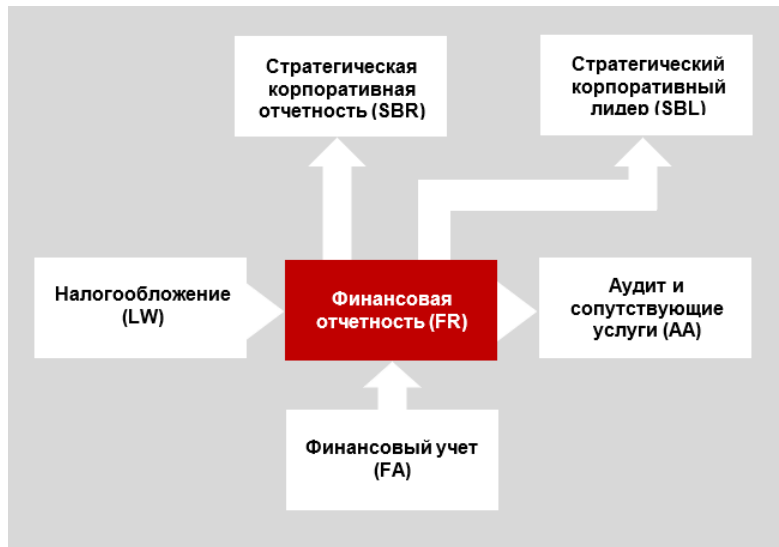 Стратегическая
корпоративная
отчетность (SBR)
Стратегический
корпоративный
лидер (SBL)
Налогообложение
(LW)
Финансовая
отчетность (FR)
Аудит и
сопутствующие
услуги (AA)
Финансовый учет
(FA)